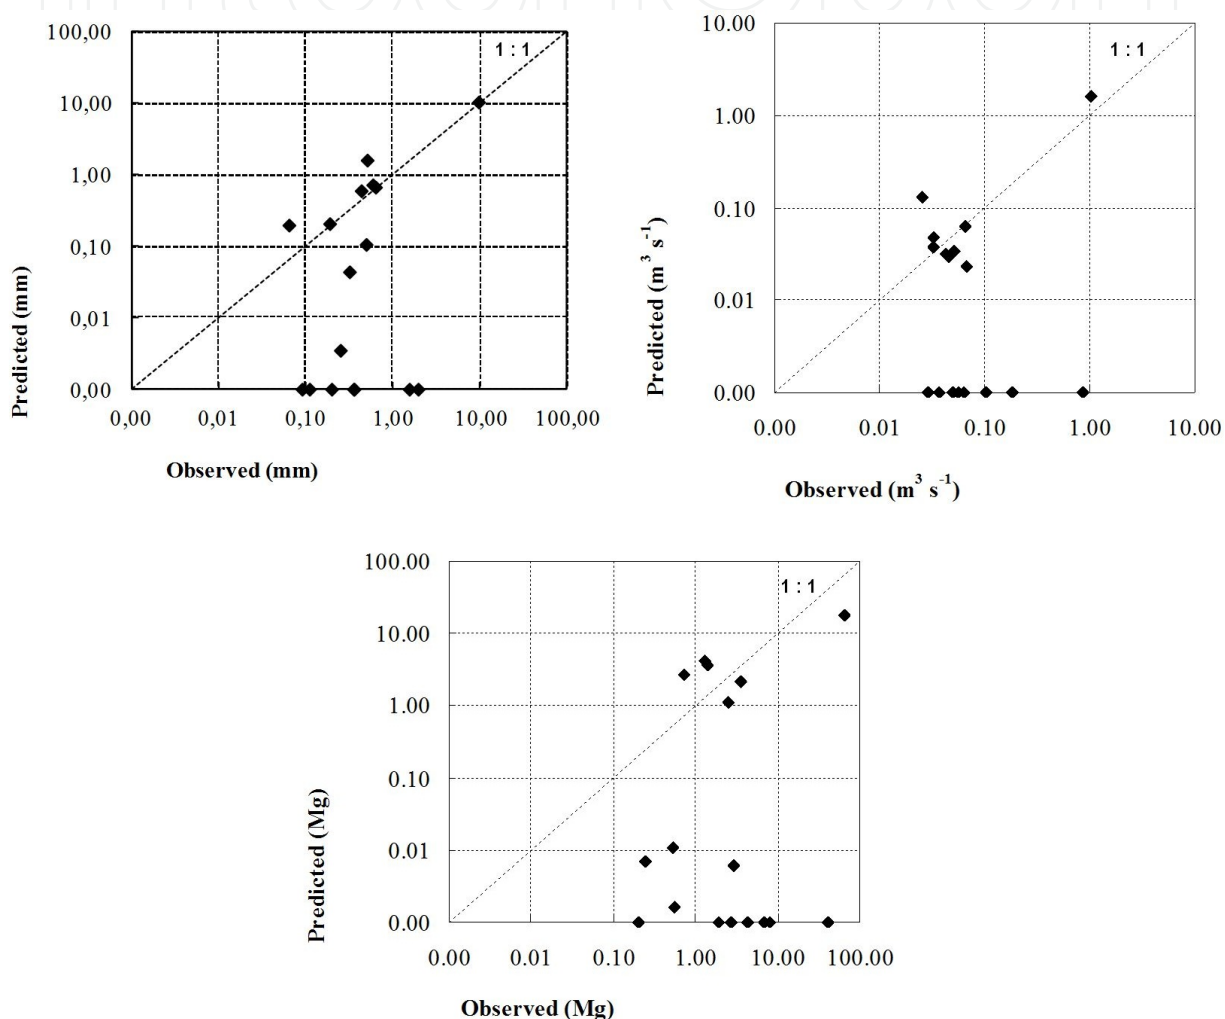 100,00
10,00
1,00
0,10
0,01
0,00
0,00 0,01 0,10 1,00 10,00 100,00
1 : 1
Predicted (mm)
Observed (mm)
10.00
1.00
0.10
0.01
0.00
0.00 0.01 0.10 1.00 10.00
1 : 1
Predicted (m³ s⁻¹)
Observed (m³ s⁻¹)
100.00
10.00
1.00
0.10
0.01
0.00
0.00 0.01 0.10 1.00 10.00 100.00
1 : 1
Predicted (Mg)
Observed (Mg)